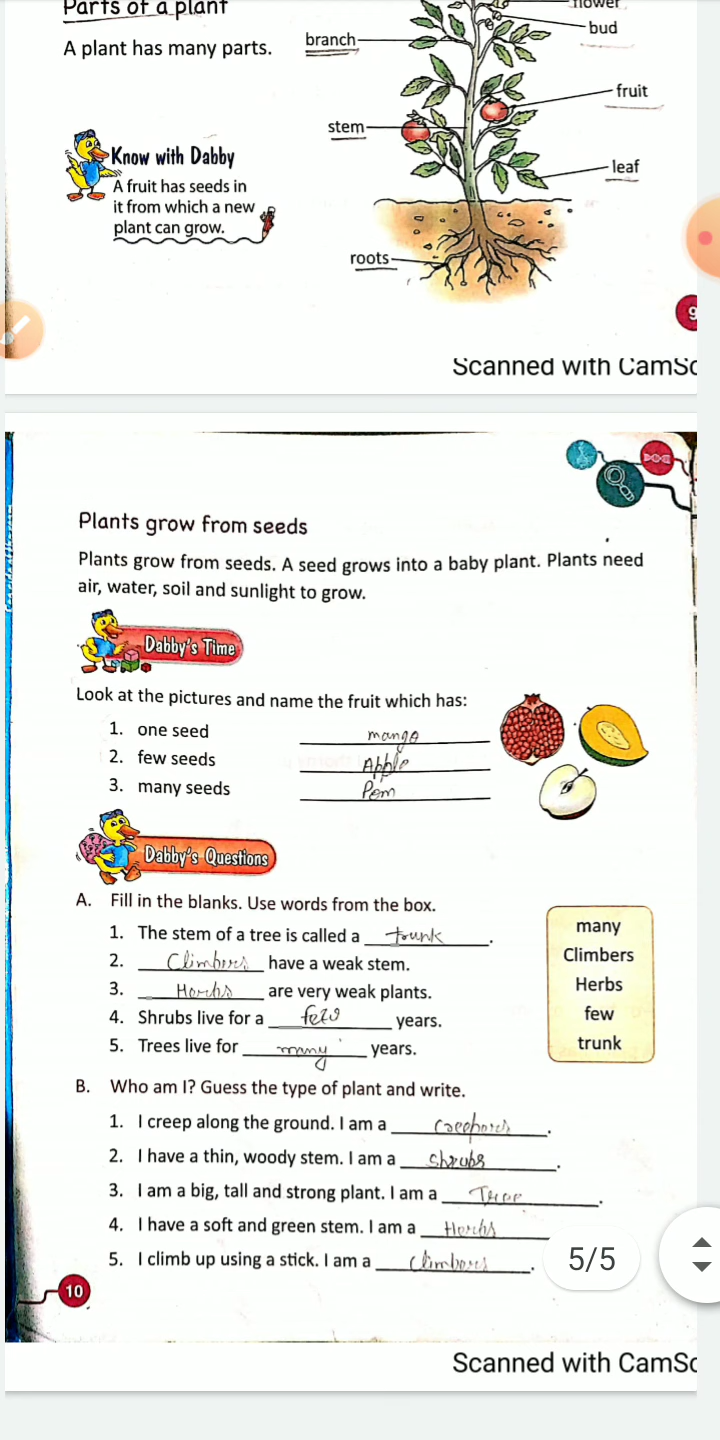 Parts of a plant
flower
A plant has many parts.
branch
bud
fruit
stem
Know with Dabby
leaf
A fruit has seeds in
it from which a new
plant can grow.
roots
9
Scanned with CamSc
Plants grow from seeds
Plants grow from seeds. A seed grows into a baby plant. Plants need
air, water, soil and sunlight to grow.
Dabby's Time
Look at the pictures and name the fruit which has:
1. one seed mango
2. few seeds Apple
3. many seeds Pom
Dabby's Questions
A. Fill in the blanks. Use words from the box.
1. The stem of a tree is called a trunk.
2. Climbers have a weak stem.
3. Herbs are very weak plants.
4. Shrubs live for a few years.
5. Trees live for many years.
many
Climbers
Herbs
few
trunk
B. Who am I? Guess the type of plant and write.
1. I creep along the ground. I am a .
2. I have a thin, woody stem. I am a shrubs.
3. I am a big, tall and strong plant. I am a Tree.
4. I have a soft and green stem. I am a Herbs
5. I climb up using a stick. I am a Climbers.
5/5
10
Scanned with CamSc